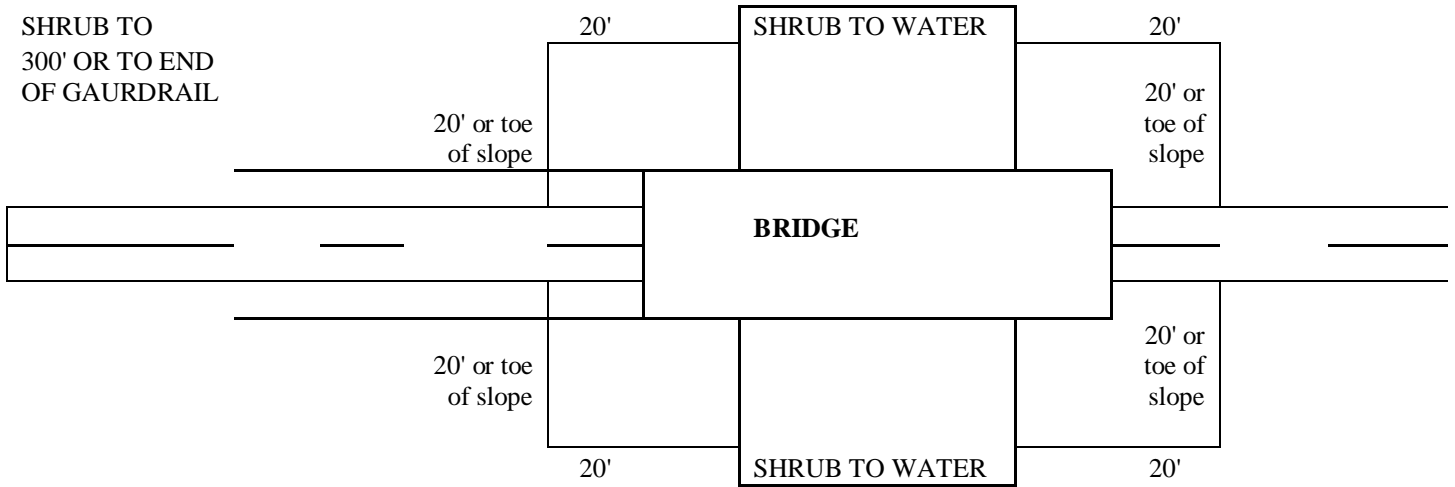 SHRUB TO
300' OR TO END
OF GAURDRAIL
20'
SHRUB TO WATER
20'
20' or toe
of slope
20' or
toe of
slope
BRIDGE
20' or toe
of slope
20' or
toe of
slope
20'
SHRUB TO WATER
20'